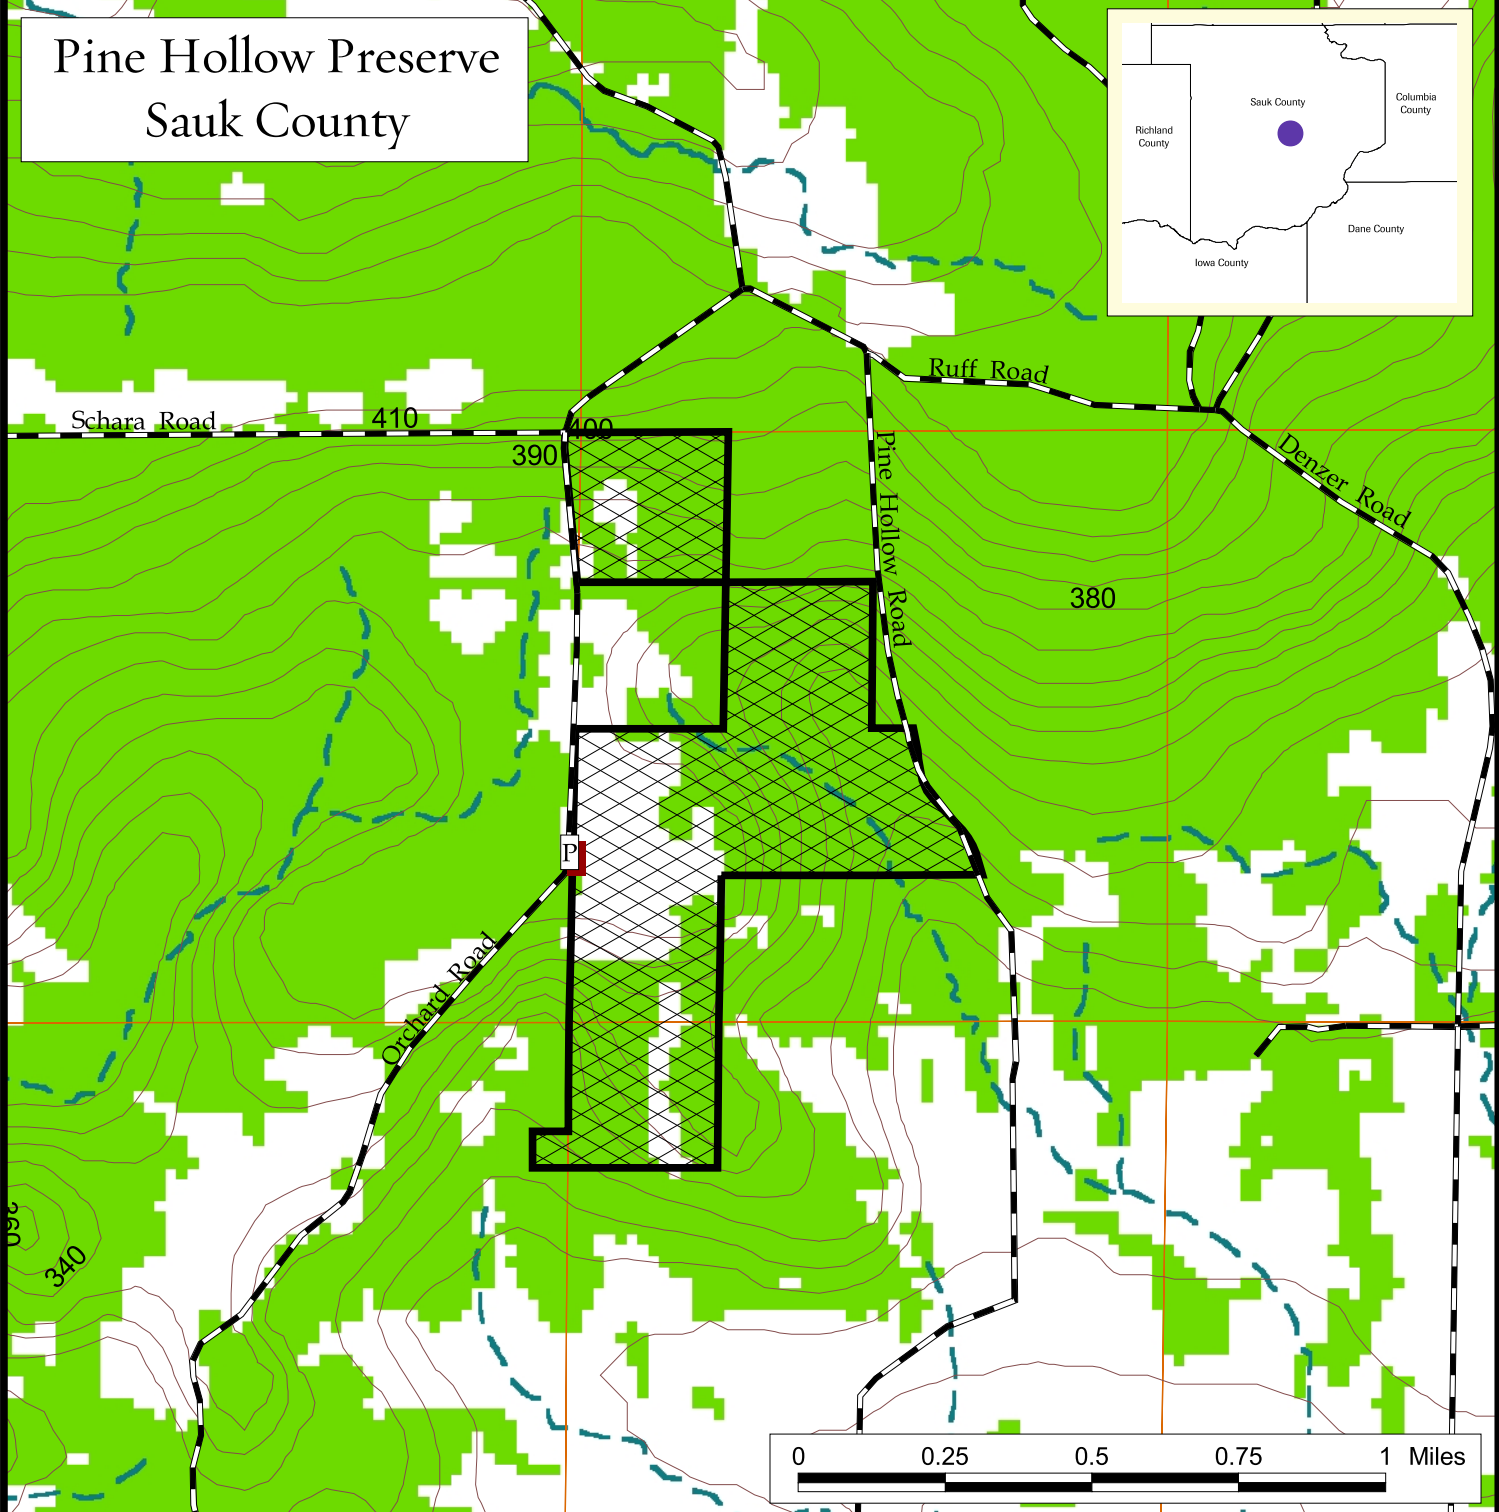 Pine Hollow Preserve
Sauk County
Sauk County
Columbia
County
Richland
County
Dane County
Iowa County
Ruff Road
Schara Road
410
400
390
Pine Hollow Road
Denzer Road
380
P
Orchard Road
360
340
0 0.25 0.5 0.75 1 Miles